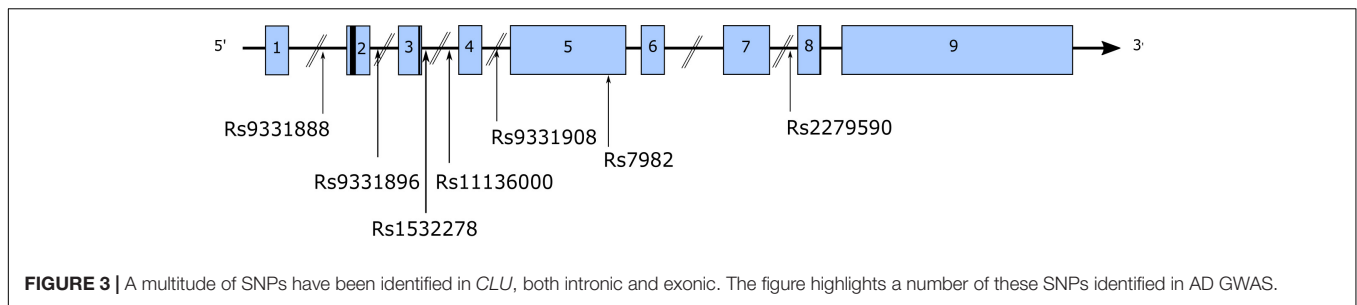 5' 1 2 3 4 5 6 7 8 9 3'
Rs9331888
Rs2279590
Rs9331908
Rs7982
Rs9331896 Rs11136000
Rs1532278
FIGURE 3 | A multitude of SNPs have been identified in CLU, both intronic and exonic. The figure highlights a number of these SNPs identified in AD GWAS.